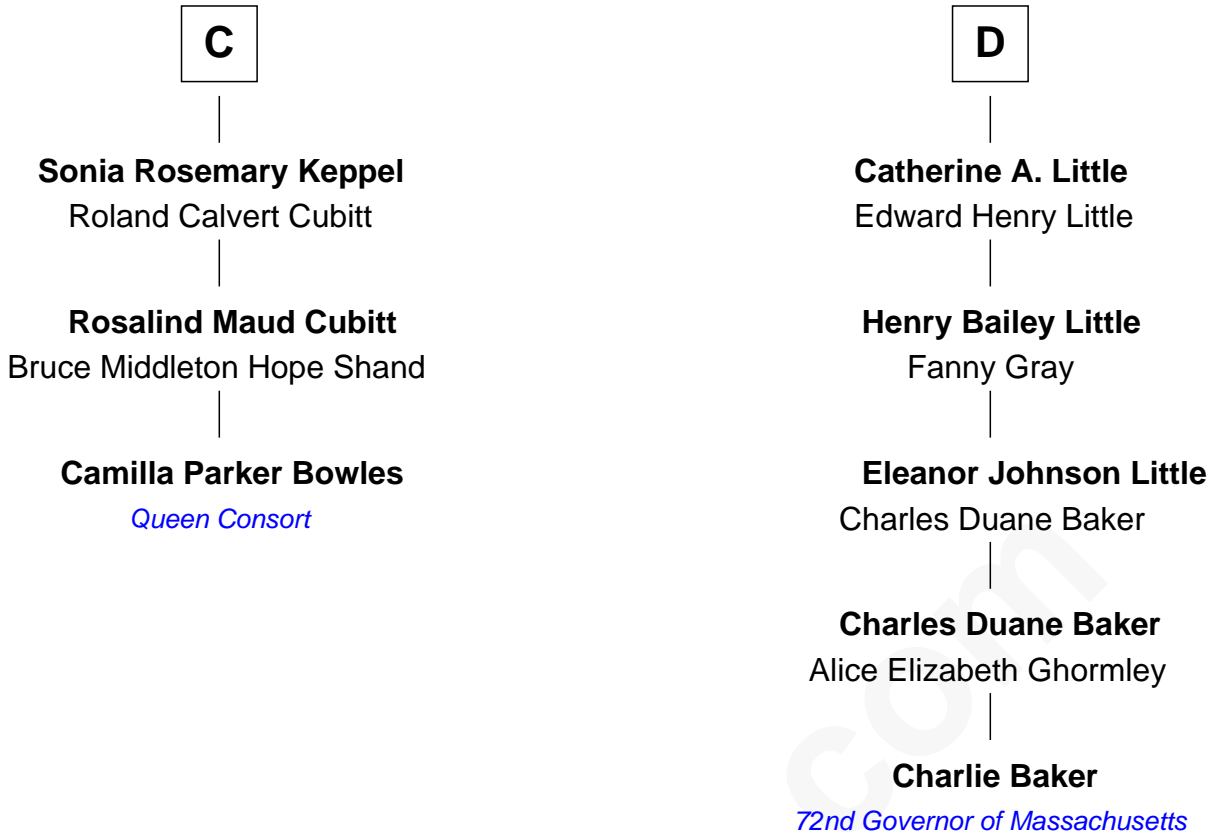 C
Sonia Rosemary Keppel
Roland Calvert Cubitt
Rosalind Maud Cubitt
Bruce Middleton Hope Shand
Camilla Parker Bowles
Queen Consort
D
Catherine A. Little
Edward Henry Little
Henry Bailey Little
Fanny Gray
Eleanor Johnson Little
Charles Duane Baker
Charles Duane Baker
Alice Elizabeth Ghormley
Charlie Baker
72nd Governor of Massachusetts
com